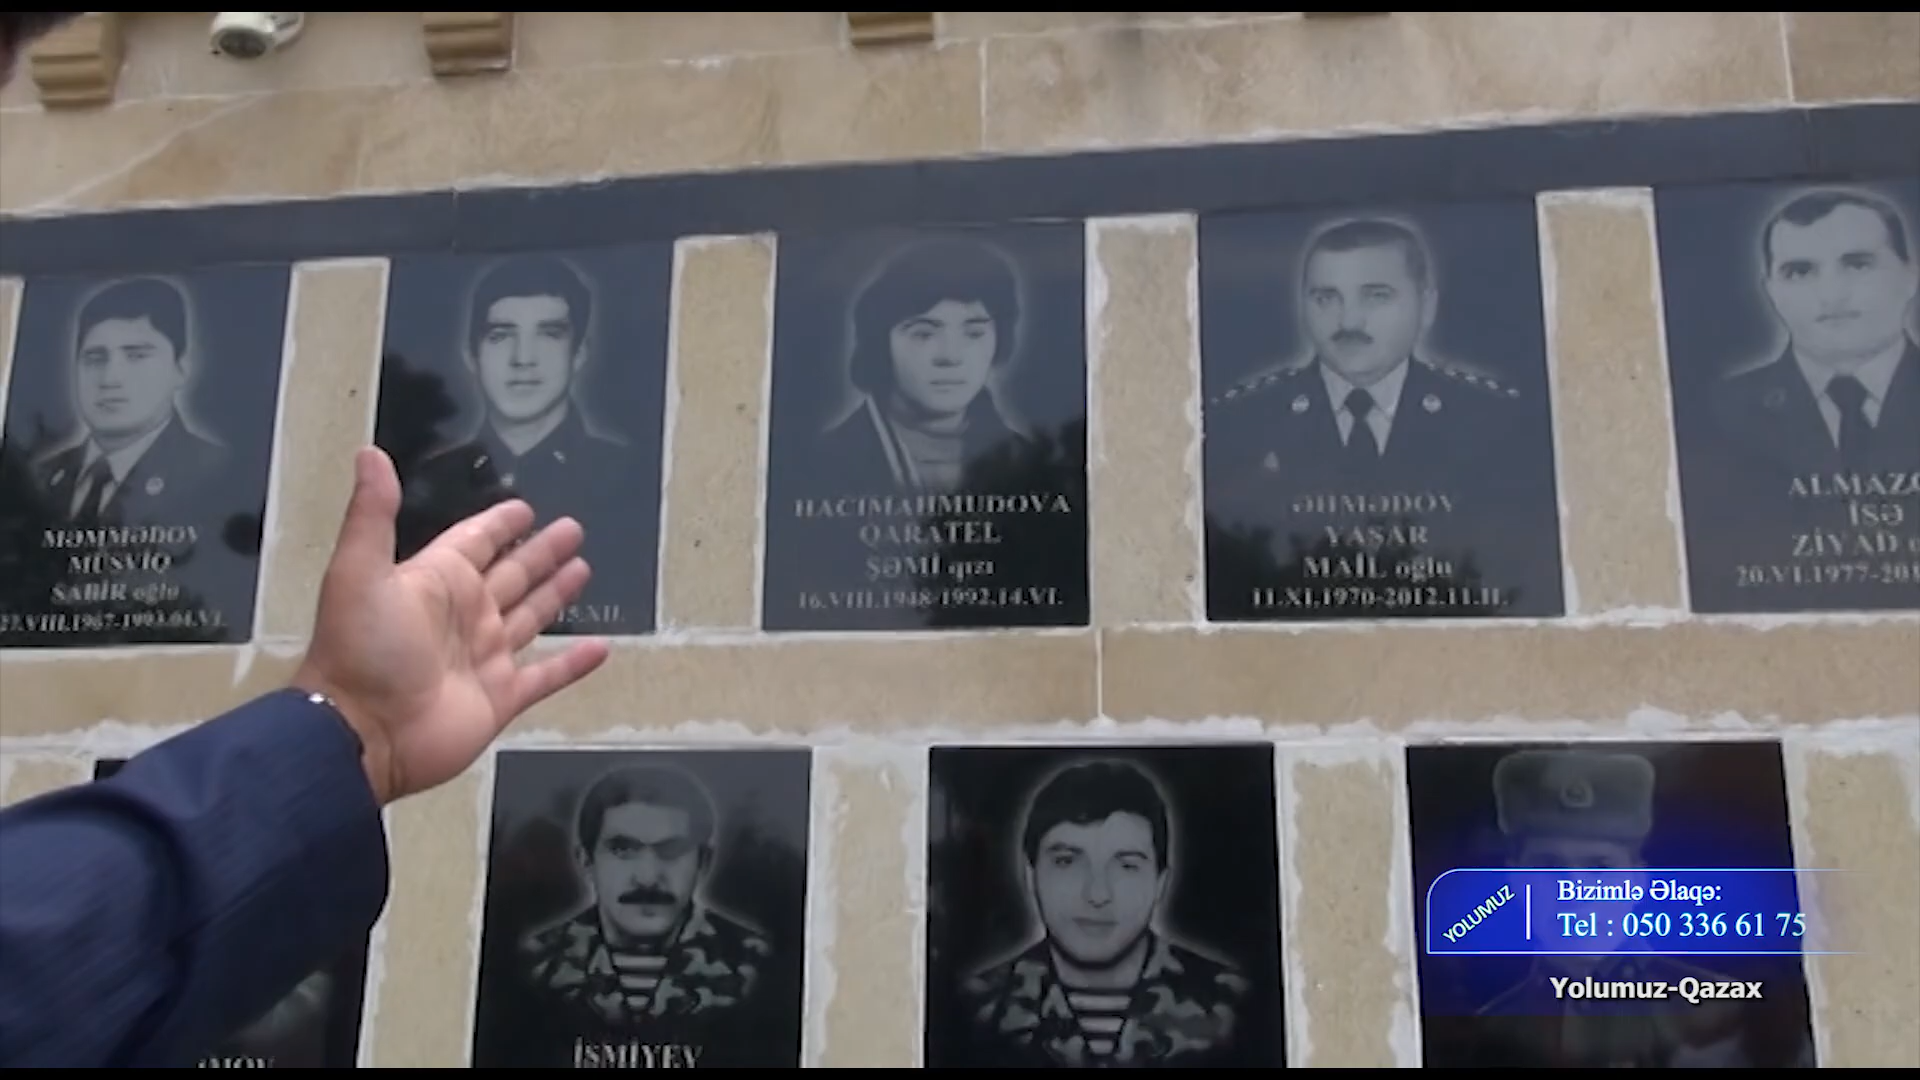 MƏMMƏDOV
MÜSVİQ
SABİR oğlu
27.VIII.1967-1993.04.VI.
15.XII.
HACIMAHMUDOVA
QARATEL
ŞƏMİ qızı
16.VIII.1948-1992.14.VI.
ƏHMƏDOV
YAŞAR
MAİL oğlu
11.XI.1970-2012.11.II.
ALMAZO
İSƏ
ZİYAD o
20.VI.1977-201
İSMİYEV
YOLUMUZ
Bizimlə Əlaqə:
Tel : 050 336 61 75
Yolumuz-Qazax